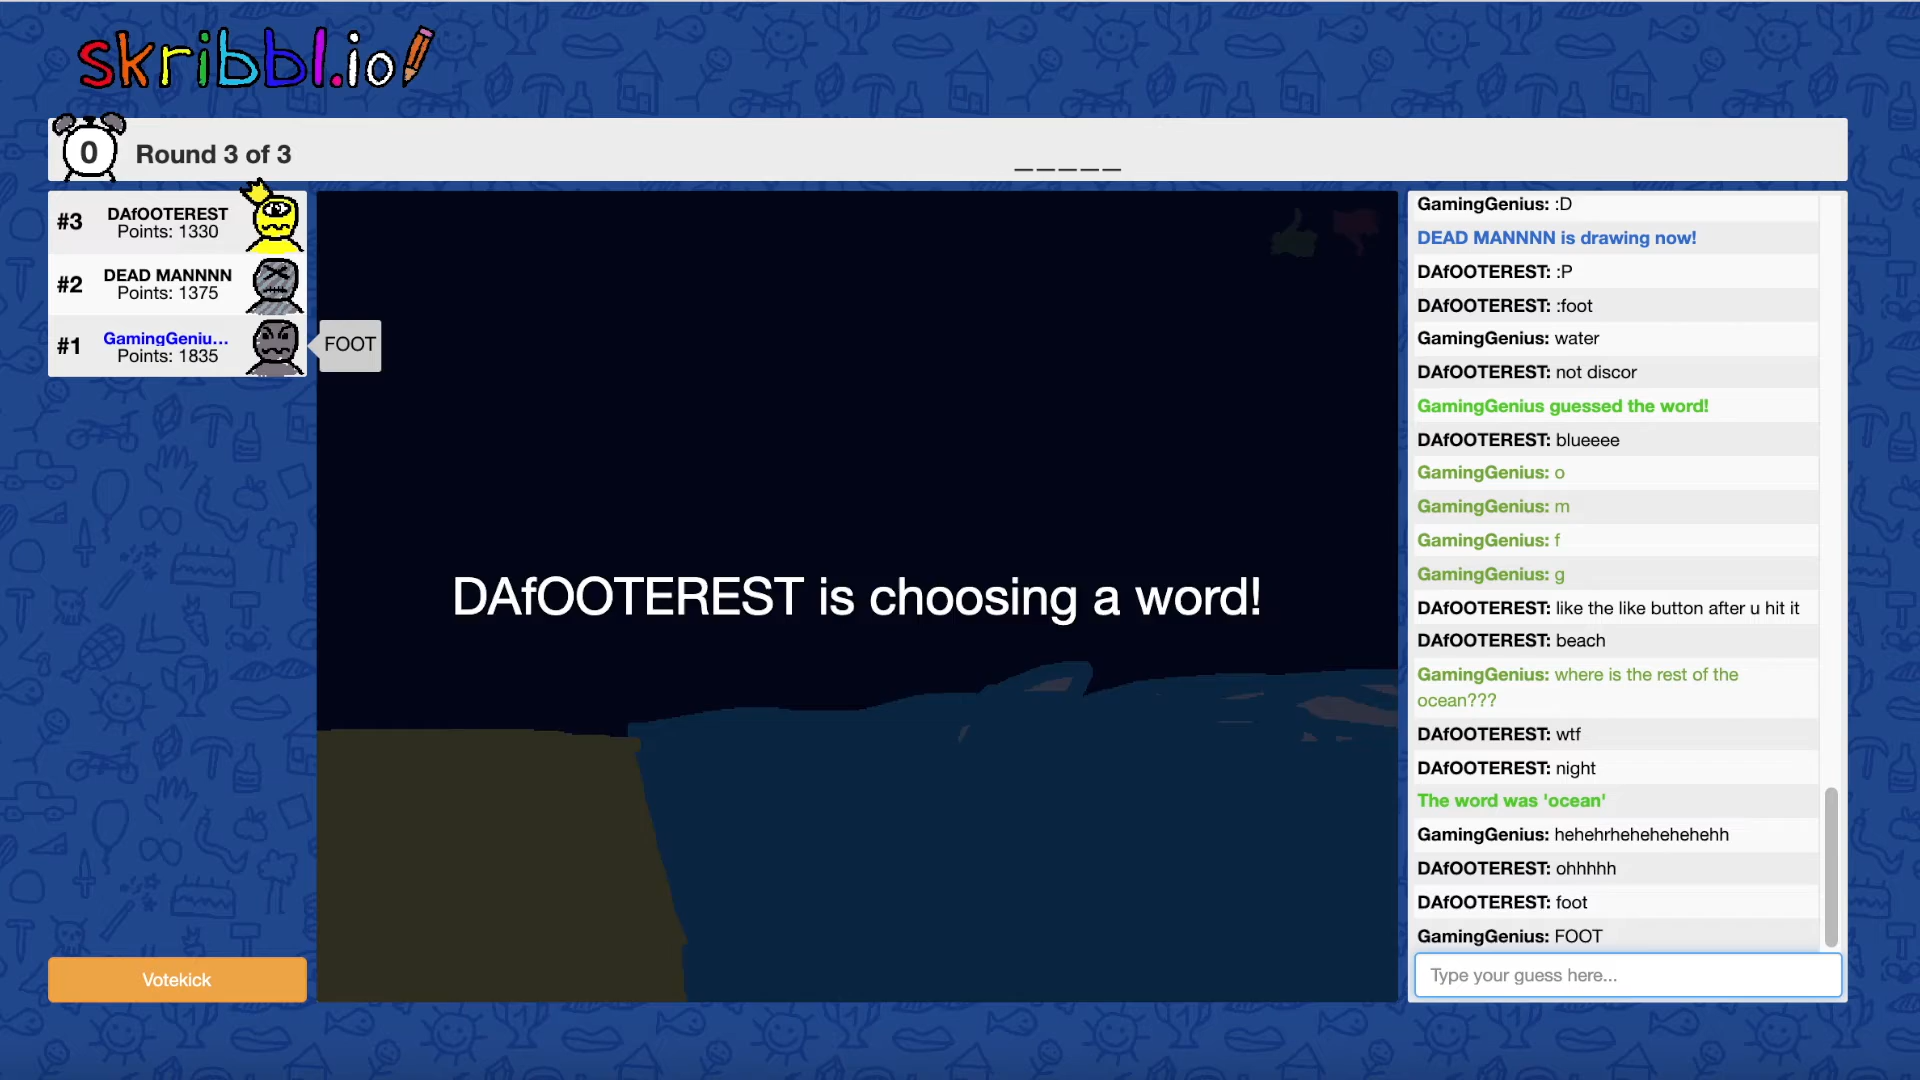 skribbl.io
0
Round 3 of 3
_____
#3
DAfOOTEREST
Points: 1330
#2
DEAD MANNNN
Points: 1375
#1
GamingGeniu...
Points: 1835
FOOT
DAfOOTEREST is choosing a word!
GamingGenius: :D
DEAD MANNNN is drawing now!
DAfOOTEREST: :P
DAfOOTEREST: :foot
GamingGenius: water
DAfOOTEREST: not discor
GamingGenius guessed the word!
DAfOOTEREST: blueeee
GamingGenius: o
GamingGenius: m
GamingGenius: f
GamingGenius: g
DAfOOTEREST: like the like button after u hit it
DAfOOTEREST: beach
GamingGenius: where is the rest of the
ocean???
DAfOOTEREST: wtf
DAfOOTEREST: night
The word was 'ocean'
GamingGenius: hehehrhehehehehehh
DAfOOTEREST: ohhhhh
DAfOOTEREST: foot
GamingGenius: FOOT
Type your guess here...
Votekick